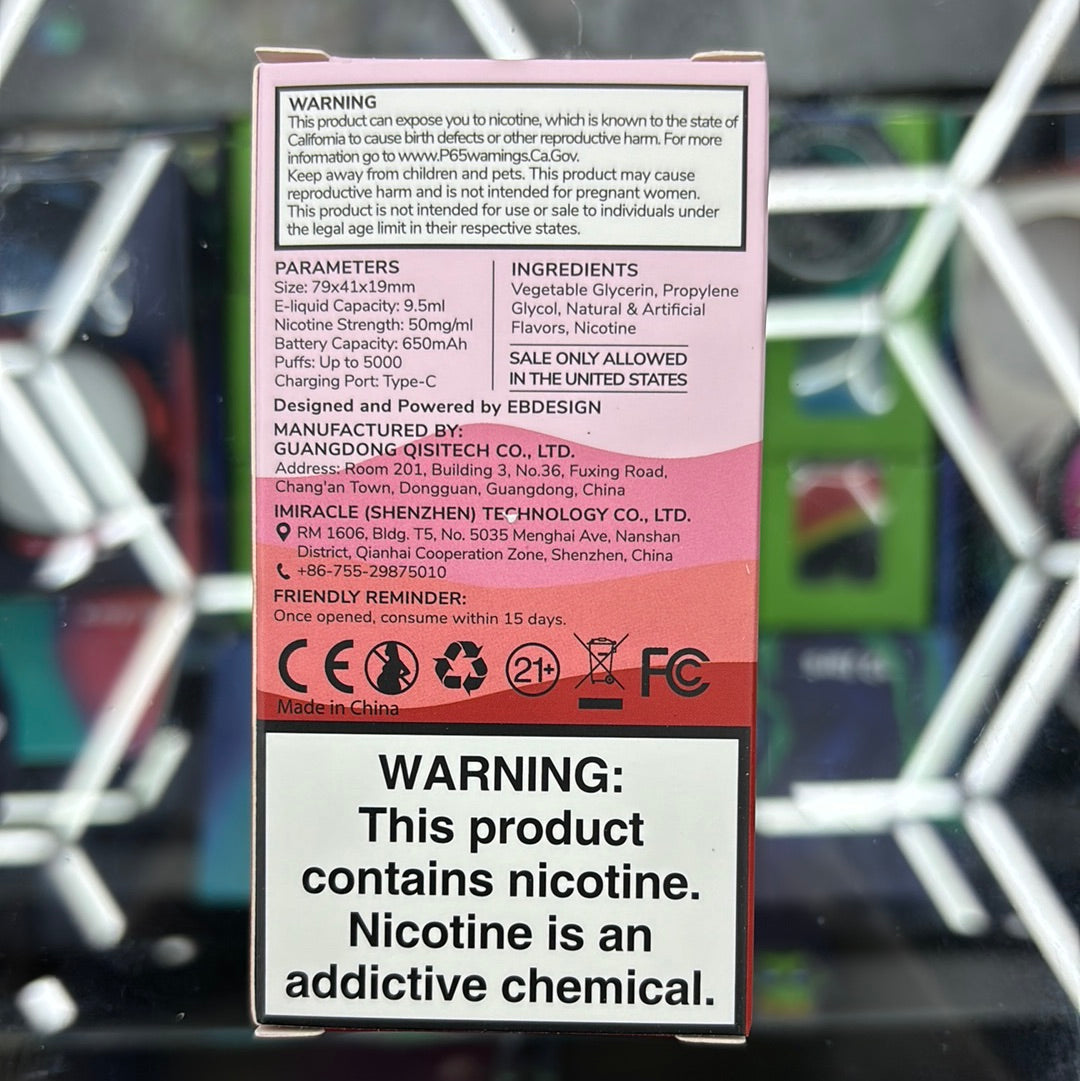 WARNING
This product can expose you to nicotine, which is known to the state of
California to cause birth defects or other reproductive harm. For more
information go to www.P65warnings.Ca.Gov.
Keep away from children and pets. This product may cause
reproductive harm and is not intended for pregnant women.
This product is not intended for use or sale to individuals under
the legal age limit in their respective states.
PARAMETERS
Size: 79x41x19mm
E-liquid Capacity: 9.5ml
Nicotine Strength: 50mg/ml
Battery Capacity: 650mAh
Puffs: Up to 5000
Charging Port: Type-C
INGREDIENTS
Vegetable Glycerin, Propylene
Glycol, Natural & Artificial
Flavors, Nicotine
SALE ONLY ALLOWED
IN THE UNITED STATES
Designed and Powered by EBDESIGN
MANUFACTURED BY:
GUANGDONG QISITECH CO., LTD.
Address: Room 201, Building 3, No.36, Fuxing Road,
Chang'an Town, Dongguan, Guangdong, China
IMIRACLE (SHENZHEN) TECHNOLOGY CO., LTD.
RM 1606, Bldg. T5, No. 5035 Menghai Ave, Nanshan
District, Qianhai Cooperation Zone, Shenzhen, China
+86-755-29875010
FRIENDLY REMINDER:
Once opened, consume within 15 days.
CE 21+ FC
Made in China
WARNING:
This product
contains nicotine.
Nicotine is an
addictive chemical.